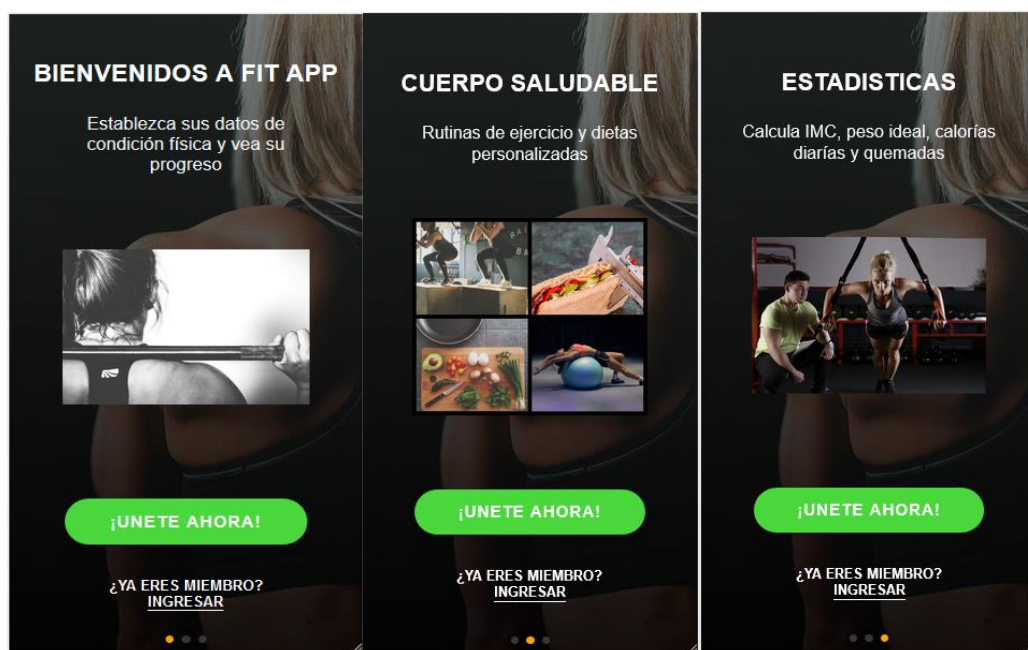 BIENVENIDOS A FIT APP
Establezca sus datos de
condición física y vea su
progreso
¡UNETE AHORA!
¿YA ERES MIEMBRO?
INGRESAR
CUERPO SALUDABLE
Rutinas de ejercicio y dietas
personalizadas
¡UNETE AHORA!
¿YA ERES MIEMBRO?
INGRESAR
ESTADISTICAS
Calcula IMC, peso ideal, calorías
diarías y quemadas
¡UNETE AHORA!
¿YA ERES MIEMBRO?
INGRESAR